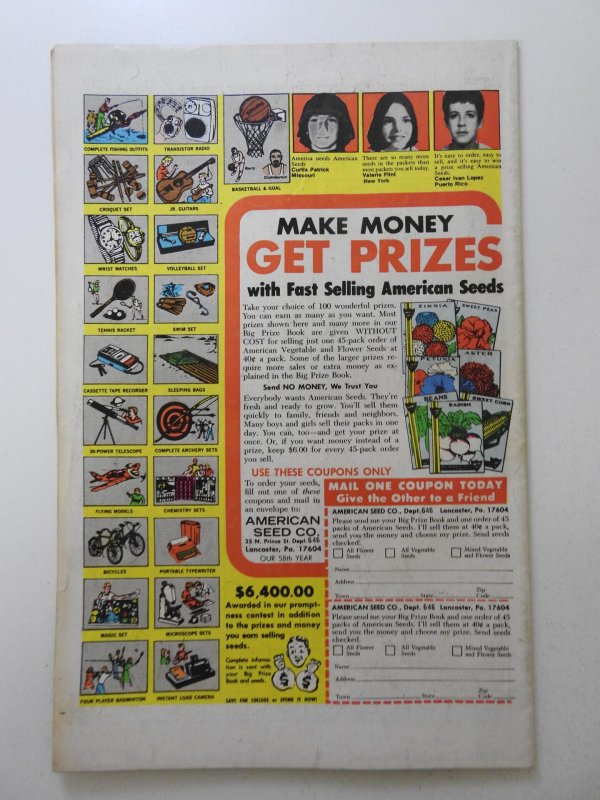 COMPLETE FISHING OUTFITS
TRANSISTOR RADIO
CROQUET SET
JR. GUITARS
WRIST WATCHES
VOLLEYBALL SET
TENNIS RACKET
SWIM SET
CASSETTE TAPE RECORDER
SLEEPING BAGS
30-POWER TELESCOPE
COMPLETE ARCHERY SETS
FLYING MODELS
CHEMISTRY SETS
BICYCLES
PORTABLE TYPEWRITER
MAGIC SET
MICROSCOPE SETS
FOUR PLAYER BADMINTON
INSTANT LOAD CAMERA
BASKETBALL & GOAL
America needs American
Seeds
Curtis Patrick
Missouri
There are so many more
seeds in the packets than
most packets you sell today.
Valerie Flint
New York
It's easy to order, easy to
sell, and it's easy to win
a prize selling American
Seeds.
Cesar Ivan Lopez
Puerto Rico
MAKE MONEY
GET PRIZES
with Fast Selling American Seeds
Take your choice of 100 wonderful prizes.
You can earn as many as you want. Most
prizes shown here and many more in our
Big Prize Book are given WITHOUT
COST for selling just one 45-pack order of
American Vegetable and Flower Seeds at
40¢ a pack. Some of the larger prizes re-
quire more sales or extra money as ex-
plained in the Big Prize Book.
Send NO MONEY, We Trust You
Everybody wants American Seeds. They're
fresh and ready to grow. You'll sell them
quickly to family, friends and neighbors.
Many boys and girls sell their packs in one
day. You can, too—and get your prize at
once. Or, if you want money instead of a
prize, keep $6.00 for every 45-pack order
you sell.
ZINNIA
SWEET PEAS
PETUNIA
ASTER
BEANS
RADISH
SWEET CORN
USE THESE COUPONS ONLY
To order your seeds,
fill out one of these
coupons and mail in
an envelope to:
AMERICAN
SEED CO.
35 N. Prince St. Dept. 646
Lancaster, Pa. 17604
OUR 58th YEAR
MAIL ONE COUPON TODAY
Give the Other to a Friend
AMERICAN SEED CO., Dept. 646 Lancaster, Pa. 17604
Please send me your Big Prize Book and one order of 45
packs of American Seeds. I'll sell them at 40¢ a pack,
send you the money and choose my prize. Send seeds
checked.
All Flower
Seeds
All Vegetable
Seeds
Mixed Vegetable
and Flower Seeds
Name
Address
Town State Zip
Code
AMERICAN SEED CO., Dept. 646 Lancaster, Pa. 17604
Please send me your Big Prize Book and one order of 45
packs of American Seeds. I'll sell them at 40¢ a pack,
send you the money and choose my prize. Send seeds
checked.
All Flower
Seeds
All Vegetable
Seeds
Mixed Vegetable
and Flower Seeds
Name
Address
Town State Zip
Code
$6,400.00
Awarded in our prompt-
ness contest in addition
to the prizes and money
you earn selling
seeds.
Complete informa-
tion is sent with
your Big Prize
Book and seeds.
$ $
SAVE FOR COLLEGE or SPEND IT NOW!